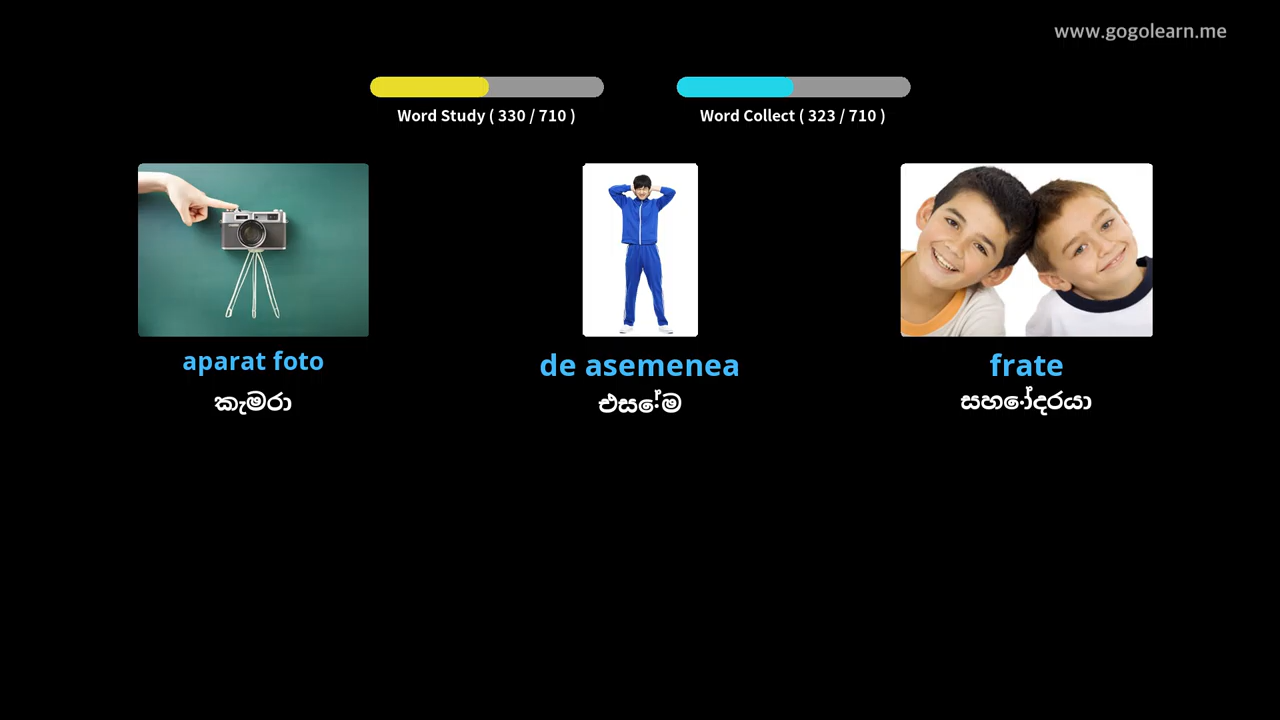 www.gogolearn.me
Word Study ( 330 / 710 )
Word Collect ( 323 / 710 )
aparat foto
de asemenea
frate
කැමරා
එසේම
සහෝදරයා